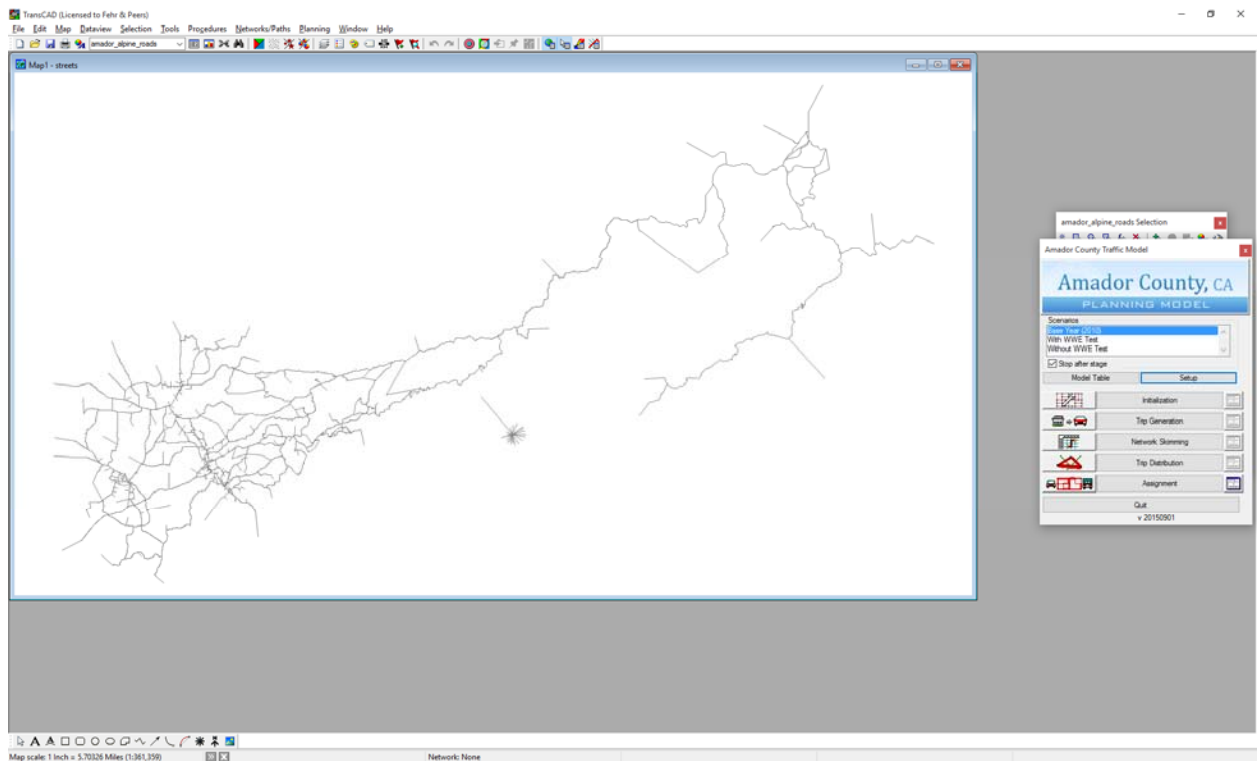 TransCAD (Licensed to Fehr & Peers)
File Edit Map Dataview Selection Tools Procedures Networks/Paths Planning Window Help
amador_alpine_roads
Map1 - streets
amador_alpine_roads Selection
Amador County Traffic Model
Amador County, CA
PLANNING MODEL
Scenarios
Base Year (2010)
With WWE Test
Without WWE Test
Stop after stage
Model Table Setup
Initialization
Trip Generation
Network Skimming
Trip Distribution
Assignment
Quit
v 20150901
Map scale: 1 Inch = 5.70326 Miles (1:361,359) Network: None